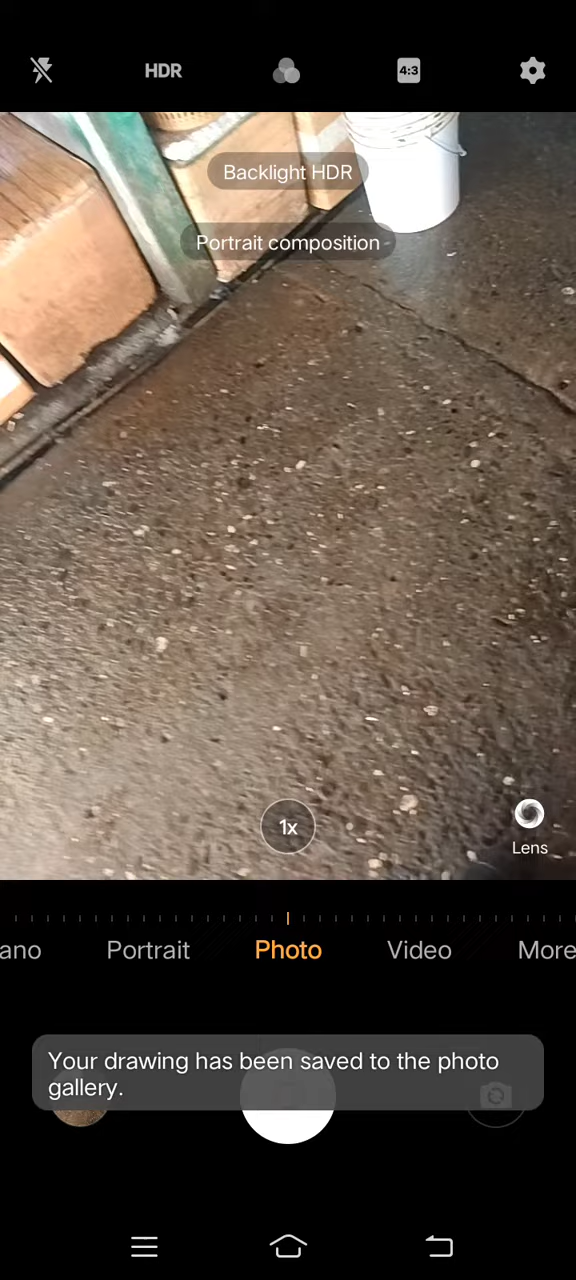 HDR
4:3
Backlight HDR
Portrait composition
1x
Lens
ano
Portrait
Photo
Video
More
Your drawing has been saved to the photo
gallery.